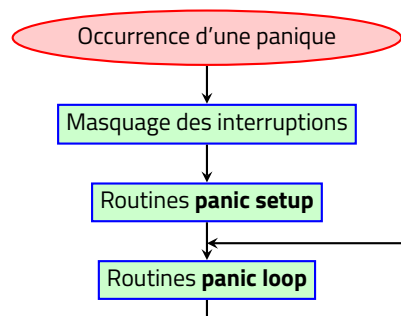 Occurrence d’une panique
Masquage des interruptions
Routines panic setup
Routines panic loop